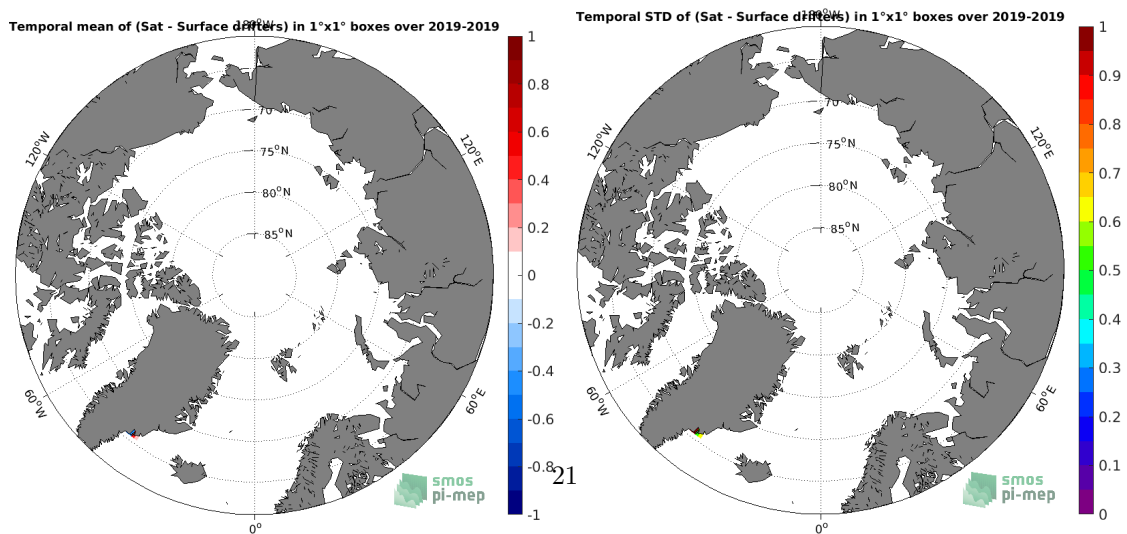 Temporal mean of (Sat - Surface drifters) in 1°x1° boxes over 2019-2019
180°W
70
75°N
80°N
85°N
120°W
120°E
60°W
60°E
0°
1
0.8
0.6
0.4
0.2
0
-0.2
-0.4
-0.6
-0.8
-1
smos
pi-mep
21
Temporal STD of (Sat - Surface drifters) in 1°x1° boxes over 2019-2019
180°W
70
75°N
80°N
85°N
120°W
120°E
60°W
60°E
0°
1
0.9
0.8
0.7
0.6
0.5
0.4
0.3
0.2
0.1
0
smos
pi-mep